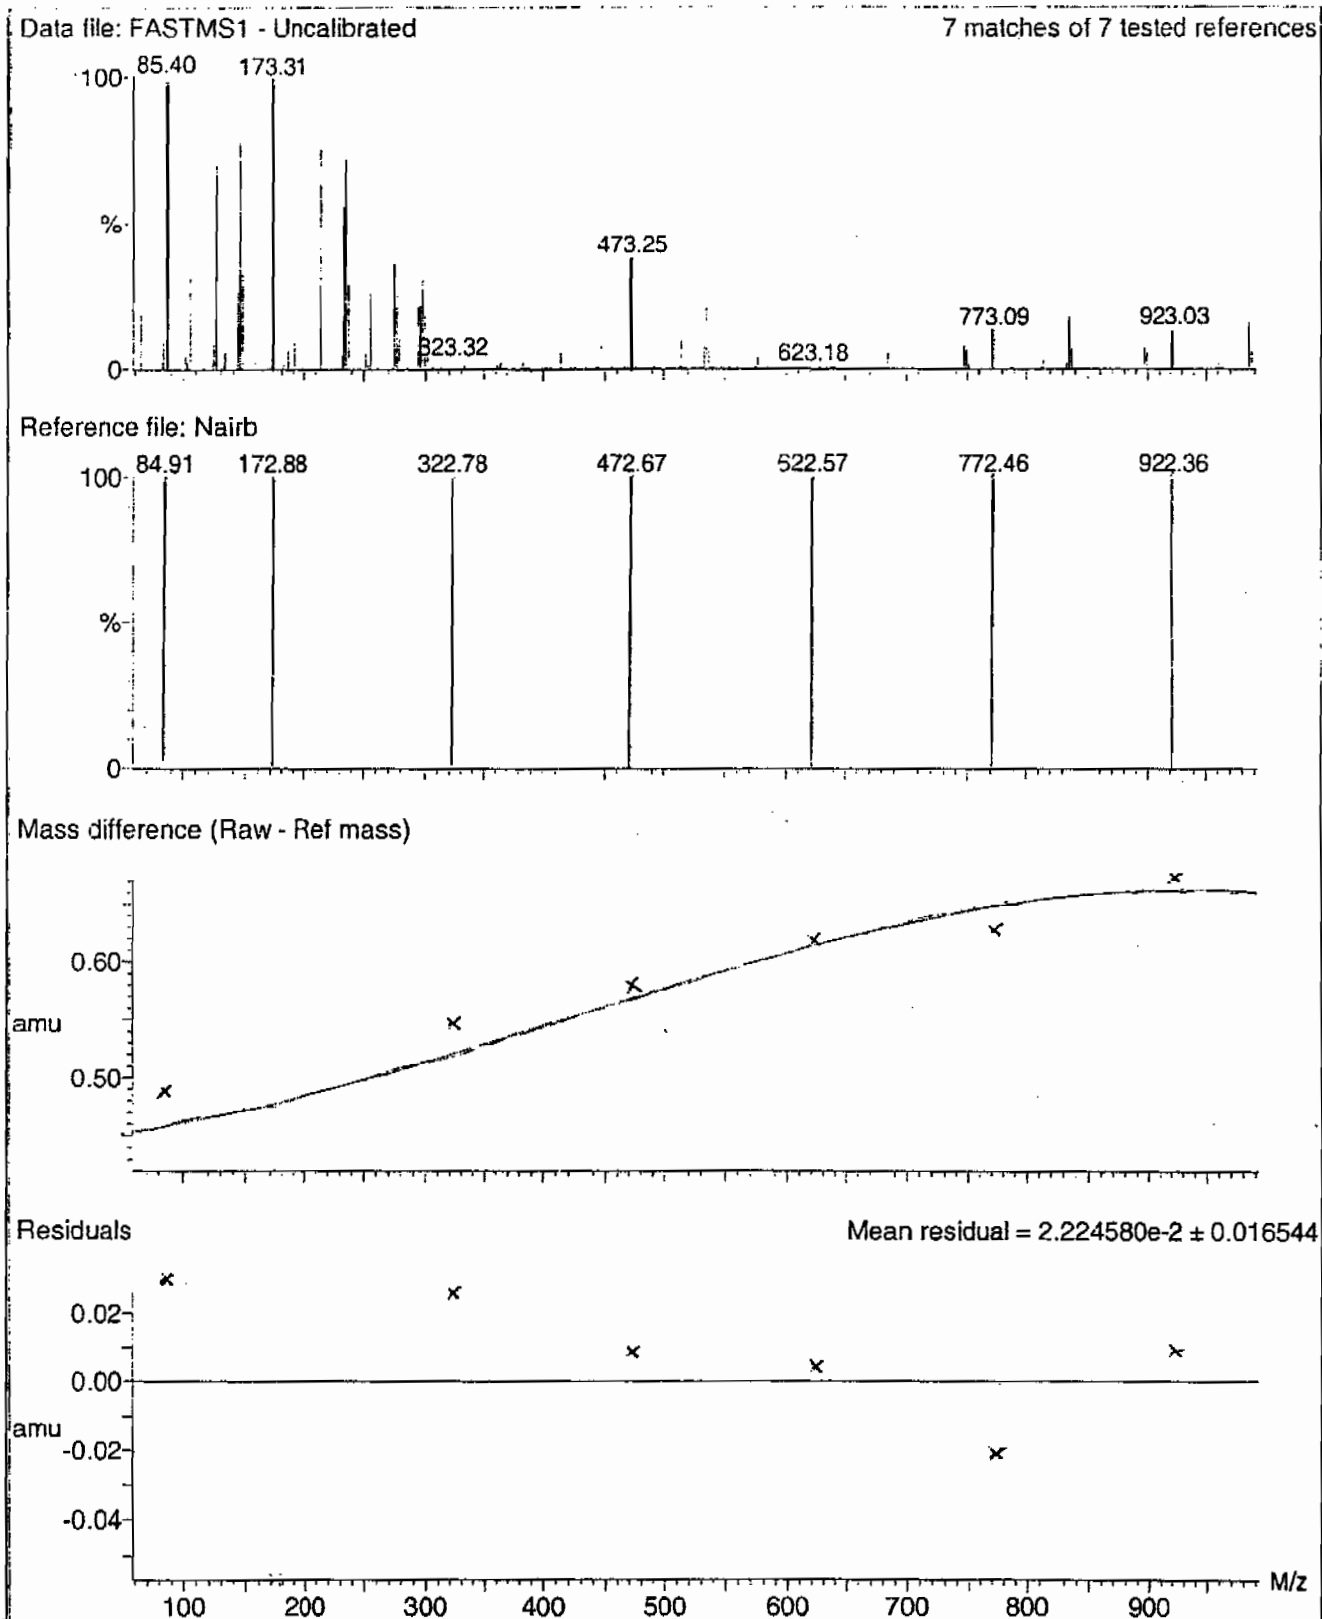 Data file: FASTMS1 - Uncalibrated 7 matches of 7 tested references
85.40 173.31
100
%
473.25
773.09 923.03
323.32 623.18
0
Reference file: Nairb
84.91 172.88 322.78 472.67 622.57 772.46 922.36
100
%
0
Mass difference (Raw - Ref mass)
0.60
amu
0.50
Residuals Mean residual = 2.224580e-2 ± 0.016544
0.02
0.00
amu
-0.02
-0.04
M/z
100 200 300 400 500 600 700 800 900